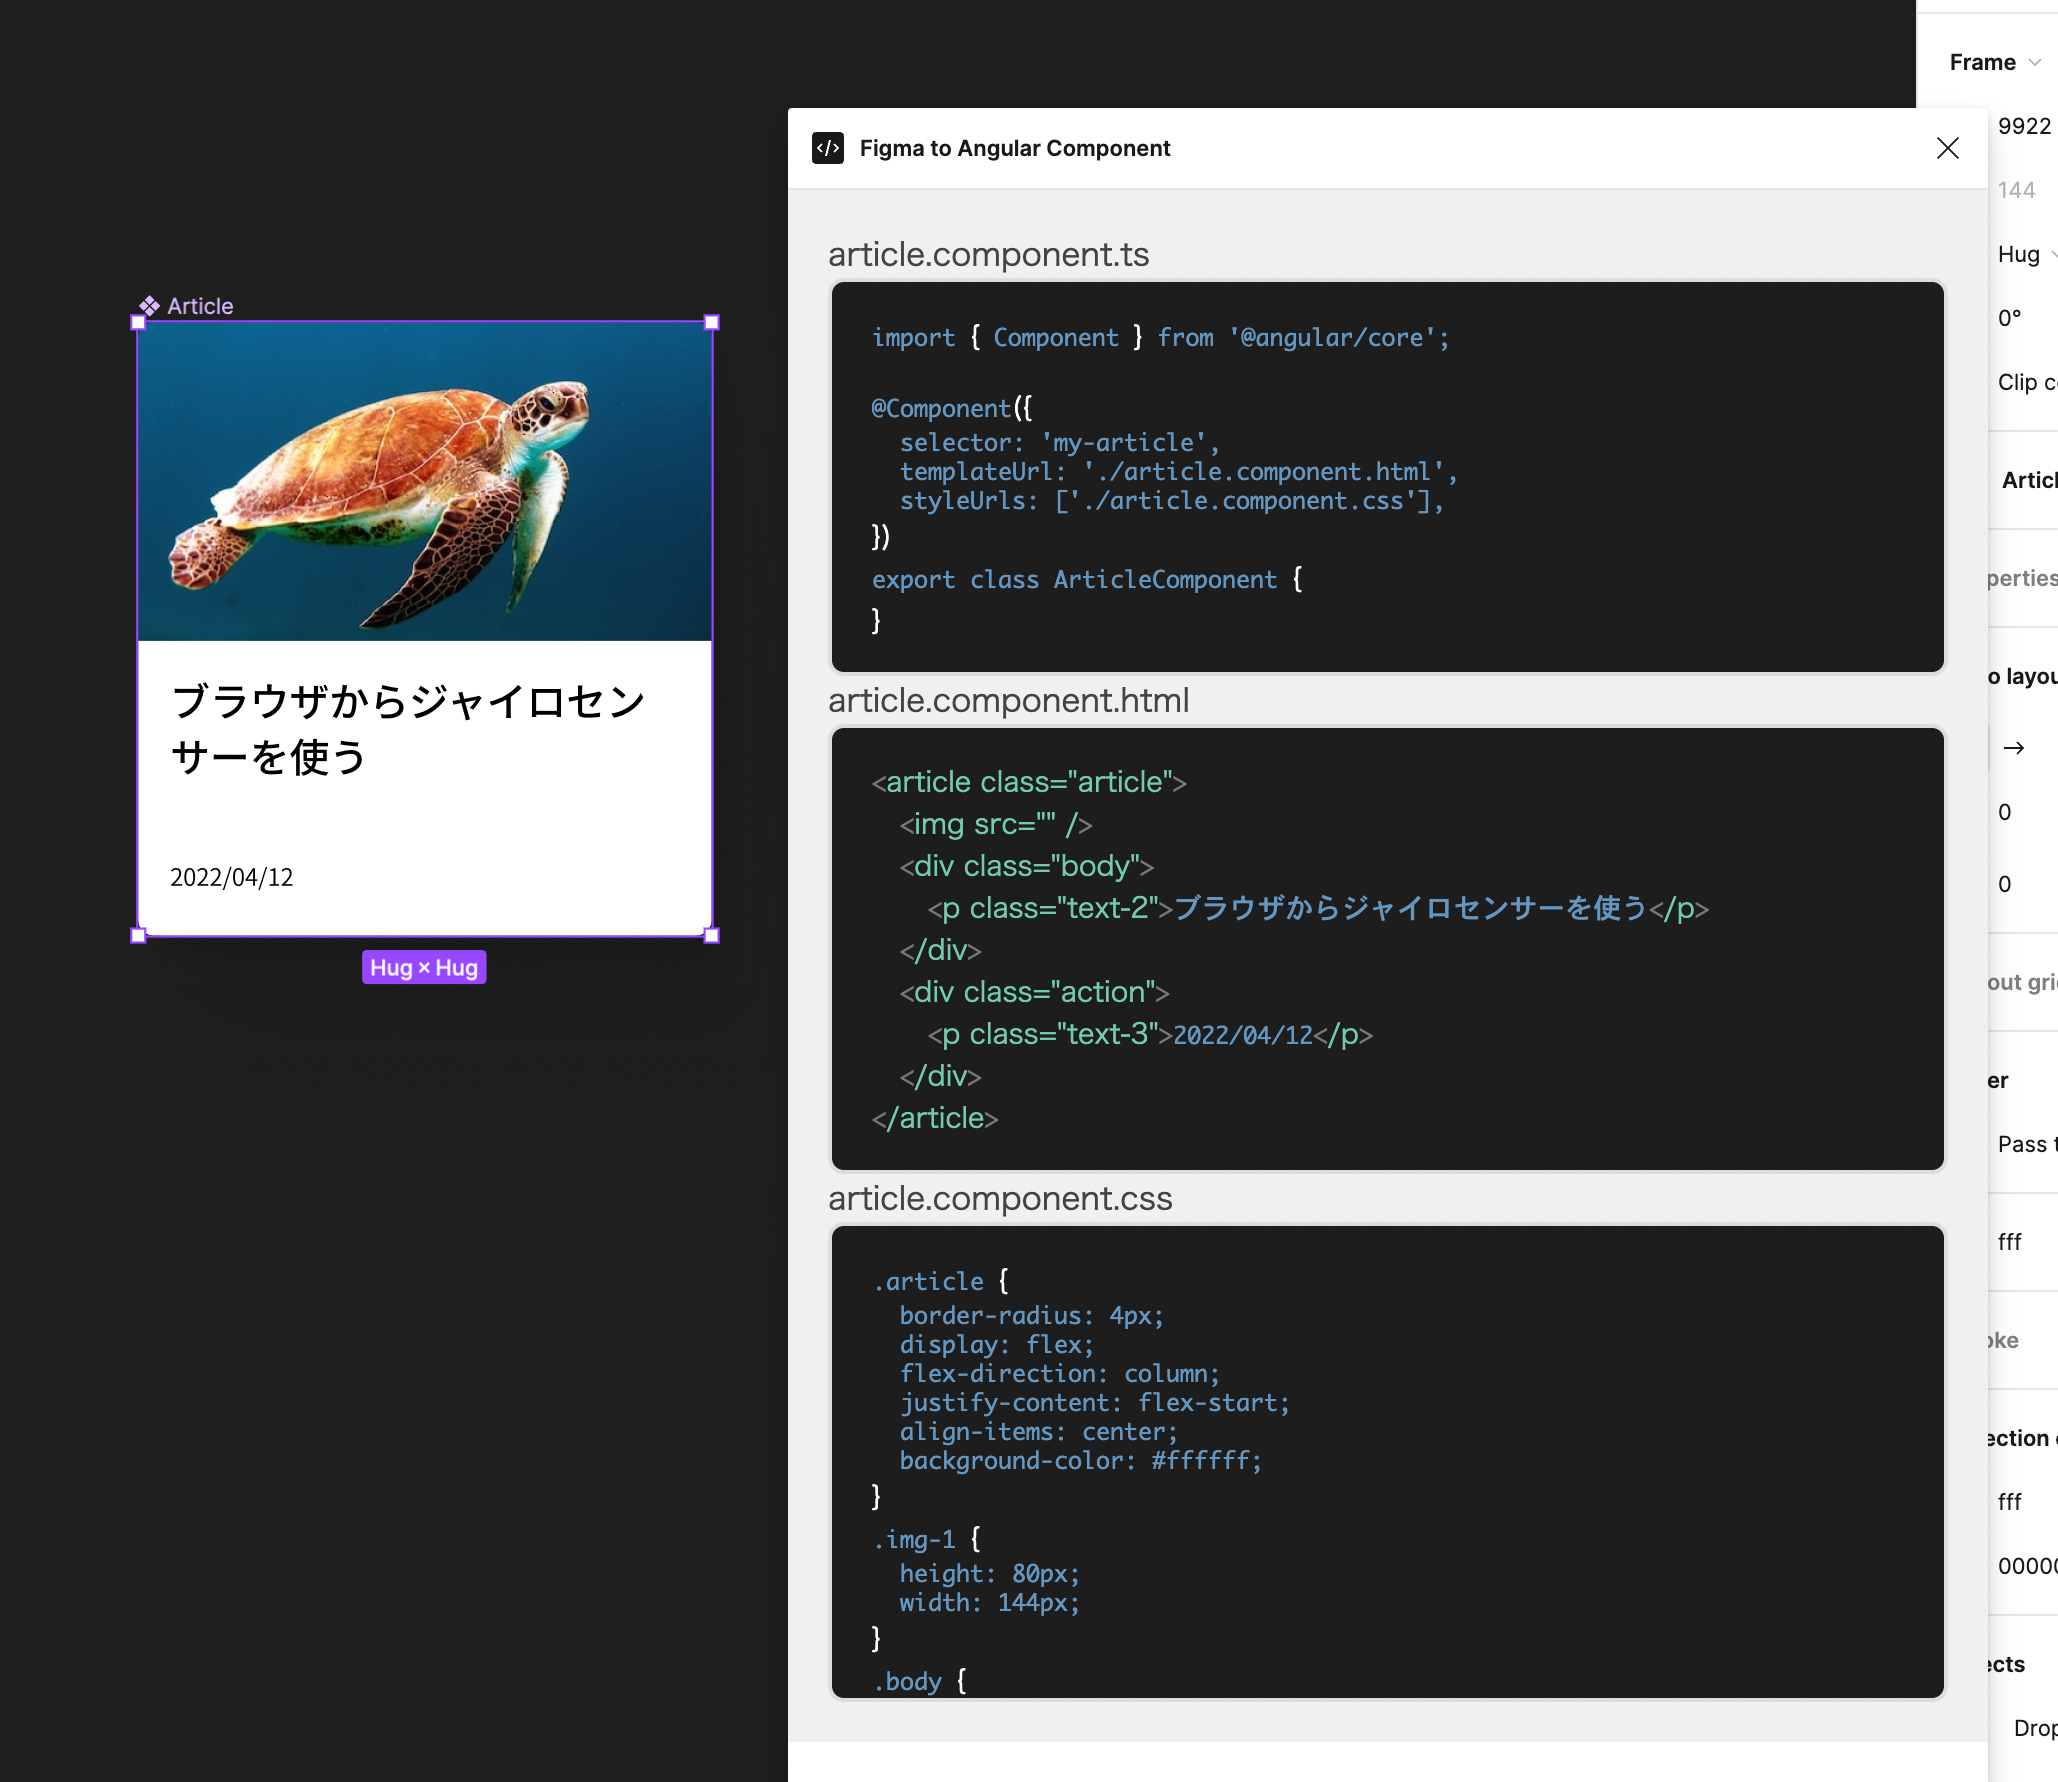 Article
ブラウザからジャイロセン
サーを使う
2022/04/12
Hug × Hug
Figma to Angular Component
article.component.ts
import { Component } from '@angular/core';
@Component({
selector: 'my-article',
templateUrl: './article.component.html',
styleUrls: ['./article.component.css'],
})
export class ArticleComponent {
}
article.component.html
<article class="article">
<img src="" />
<div class="body">
<p class="text-2">ブラウザからジャイロセンサーを使う</p>
</div>
<div class="action">
<p class="text-3">2022/04/12</p>
</div>
</article>
article.component.css
.article {
border-radius: 4px;
display: flex;
flex-direction: column;
justify-content: flex-start;
align-items: center;
background-color: #ffffff;
}
.img-1 {
height: 80px;
width: 144px;
}
.body {
Frame
9922
144
Hug
0°
Clip c
Articl
perties
o layou
0
0
out gri
er
Pass t
fff
oke
ection
fff
0000
ects
Drop